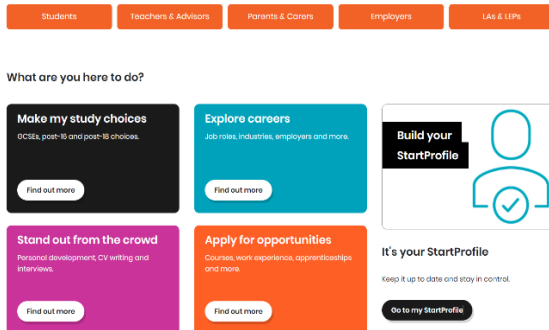 Students
Teachers & Advisors
Parents & Carers
Employers
LAs & LEPs
What are you here to do?
Make my study choices
GCSEs, post-16 and post-18 choices.
Find out more
Explore careers
Job roles, industries, employers and more.
Find out more
Build your
StartProfile
Stand out from the crowd
Personal development, CV writing and
interviews.
Find out more
Apply for opportunities
Courses, work experience, apprenticeships
and more.
Find out more
It's your StartProfile
Keep it up to date and stay in control.
Go to my StartProfile